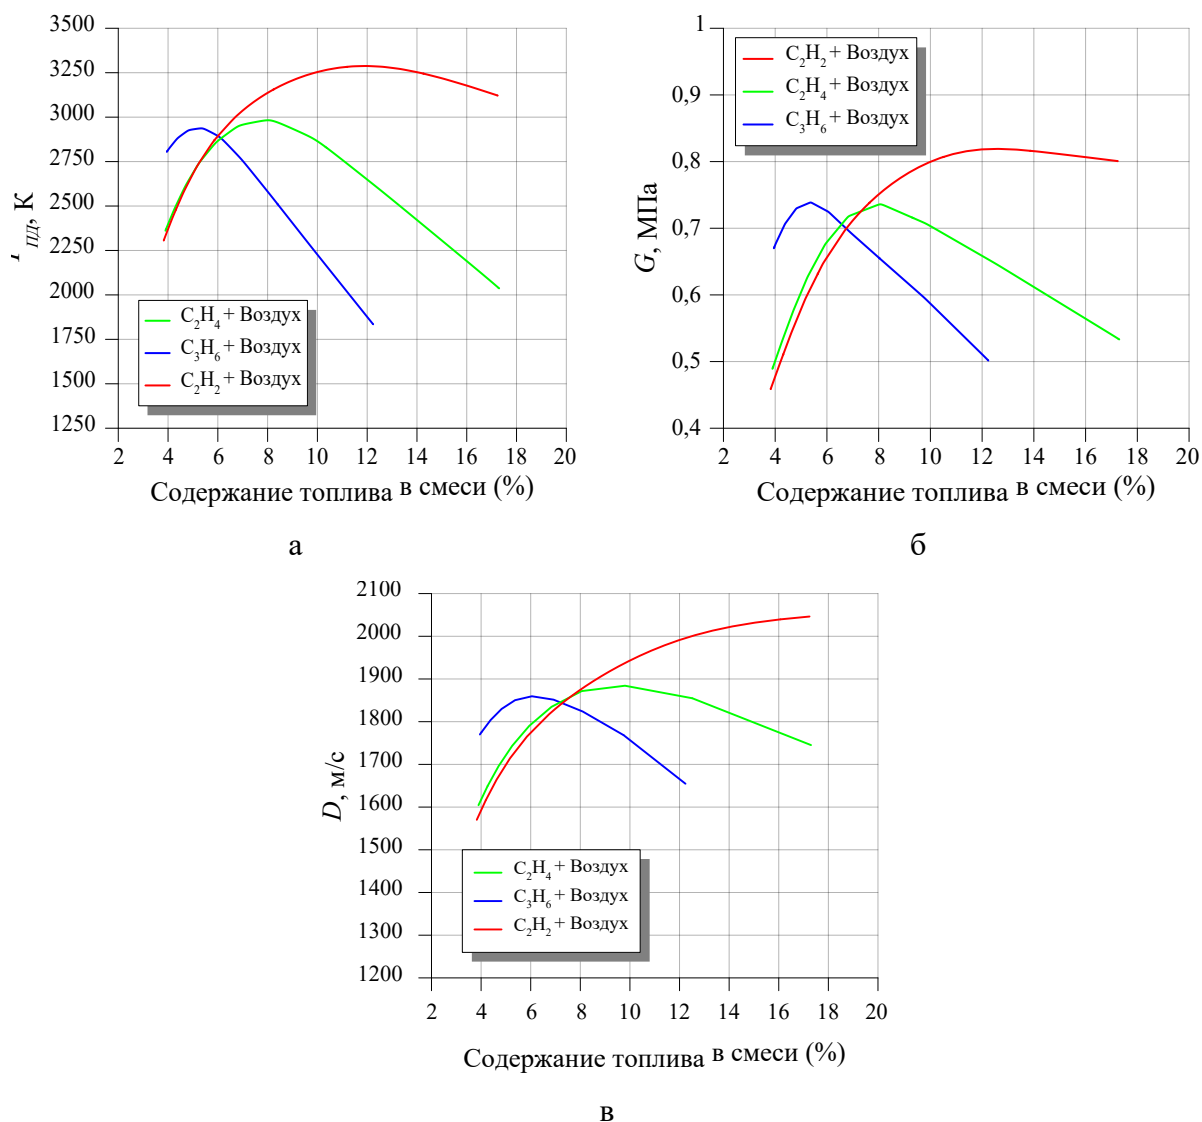 3500
3250
3000
2750
2500
2250
2000
1750
1500
1250
ПД, К
C2H4 + Воздух
C3H6 + Воздух
C2H2 + Воздух
2 4 6 8 10 12 14 16 18 20
Содержание топлива в смеси (%)
а
1
0,9
0,8
0,7
0,6
0,5
0,4
G, МПа
C2H2 + Воздух
C2H4 + Воздух
C3H6 + Воздух
2 4 6 8 10 12 14 16 18 20
Содержание топлива в смеси (%)
б
2100
2000
1900
1800
1700
1600
1500
1400
1300
1200
D, м/с
C2H4 + Воздух
C3H6 + Воздух
C2H2 + Воздух
2 4 6 8 10 12 14 16 18 20
Содержание топлива в смеси (%)
в